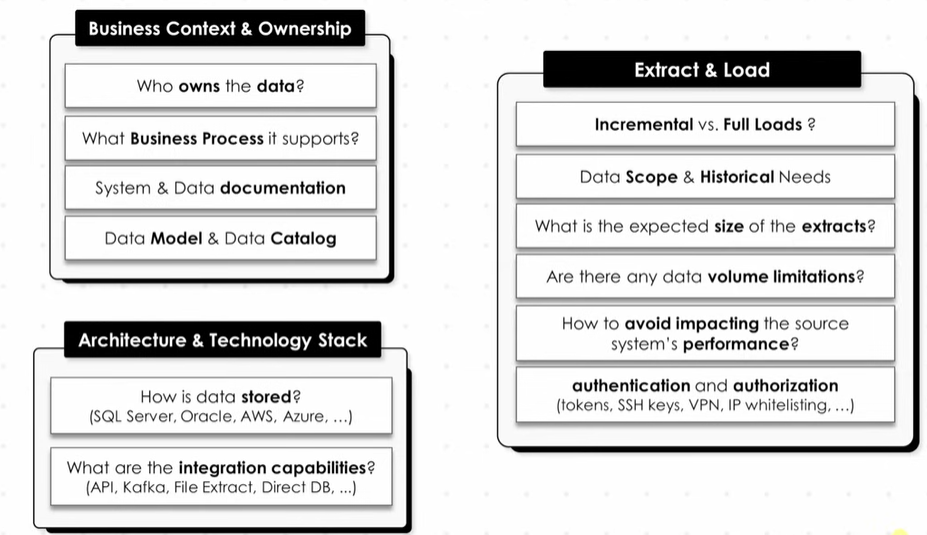 Business Context & Ownership
Who owns the data?
What Business Process it supports?
System & Data documentation
Data Model & Data Catalog
Architecture & Technology Stack
How is data stored?
(SQL Server, Oracle, AWS, Azure, ...)
What are the integration capabilities?
(API, Kafka, File Extract, Direct DB, ...)
Extract & Load
Incremental vs. Full Loads ?
Data Scope & Historical Needs
What is the expected size of the extracts?
Are there any data volume limitations?
How to avoid impacting the source
system's performance?
authentication and authorization
(tokens, SSH keys, VPN, IP whitelisting, ...)